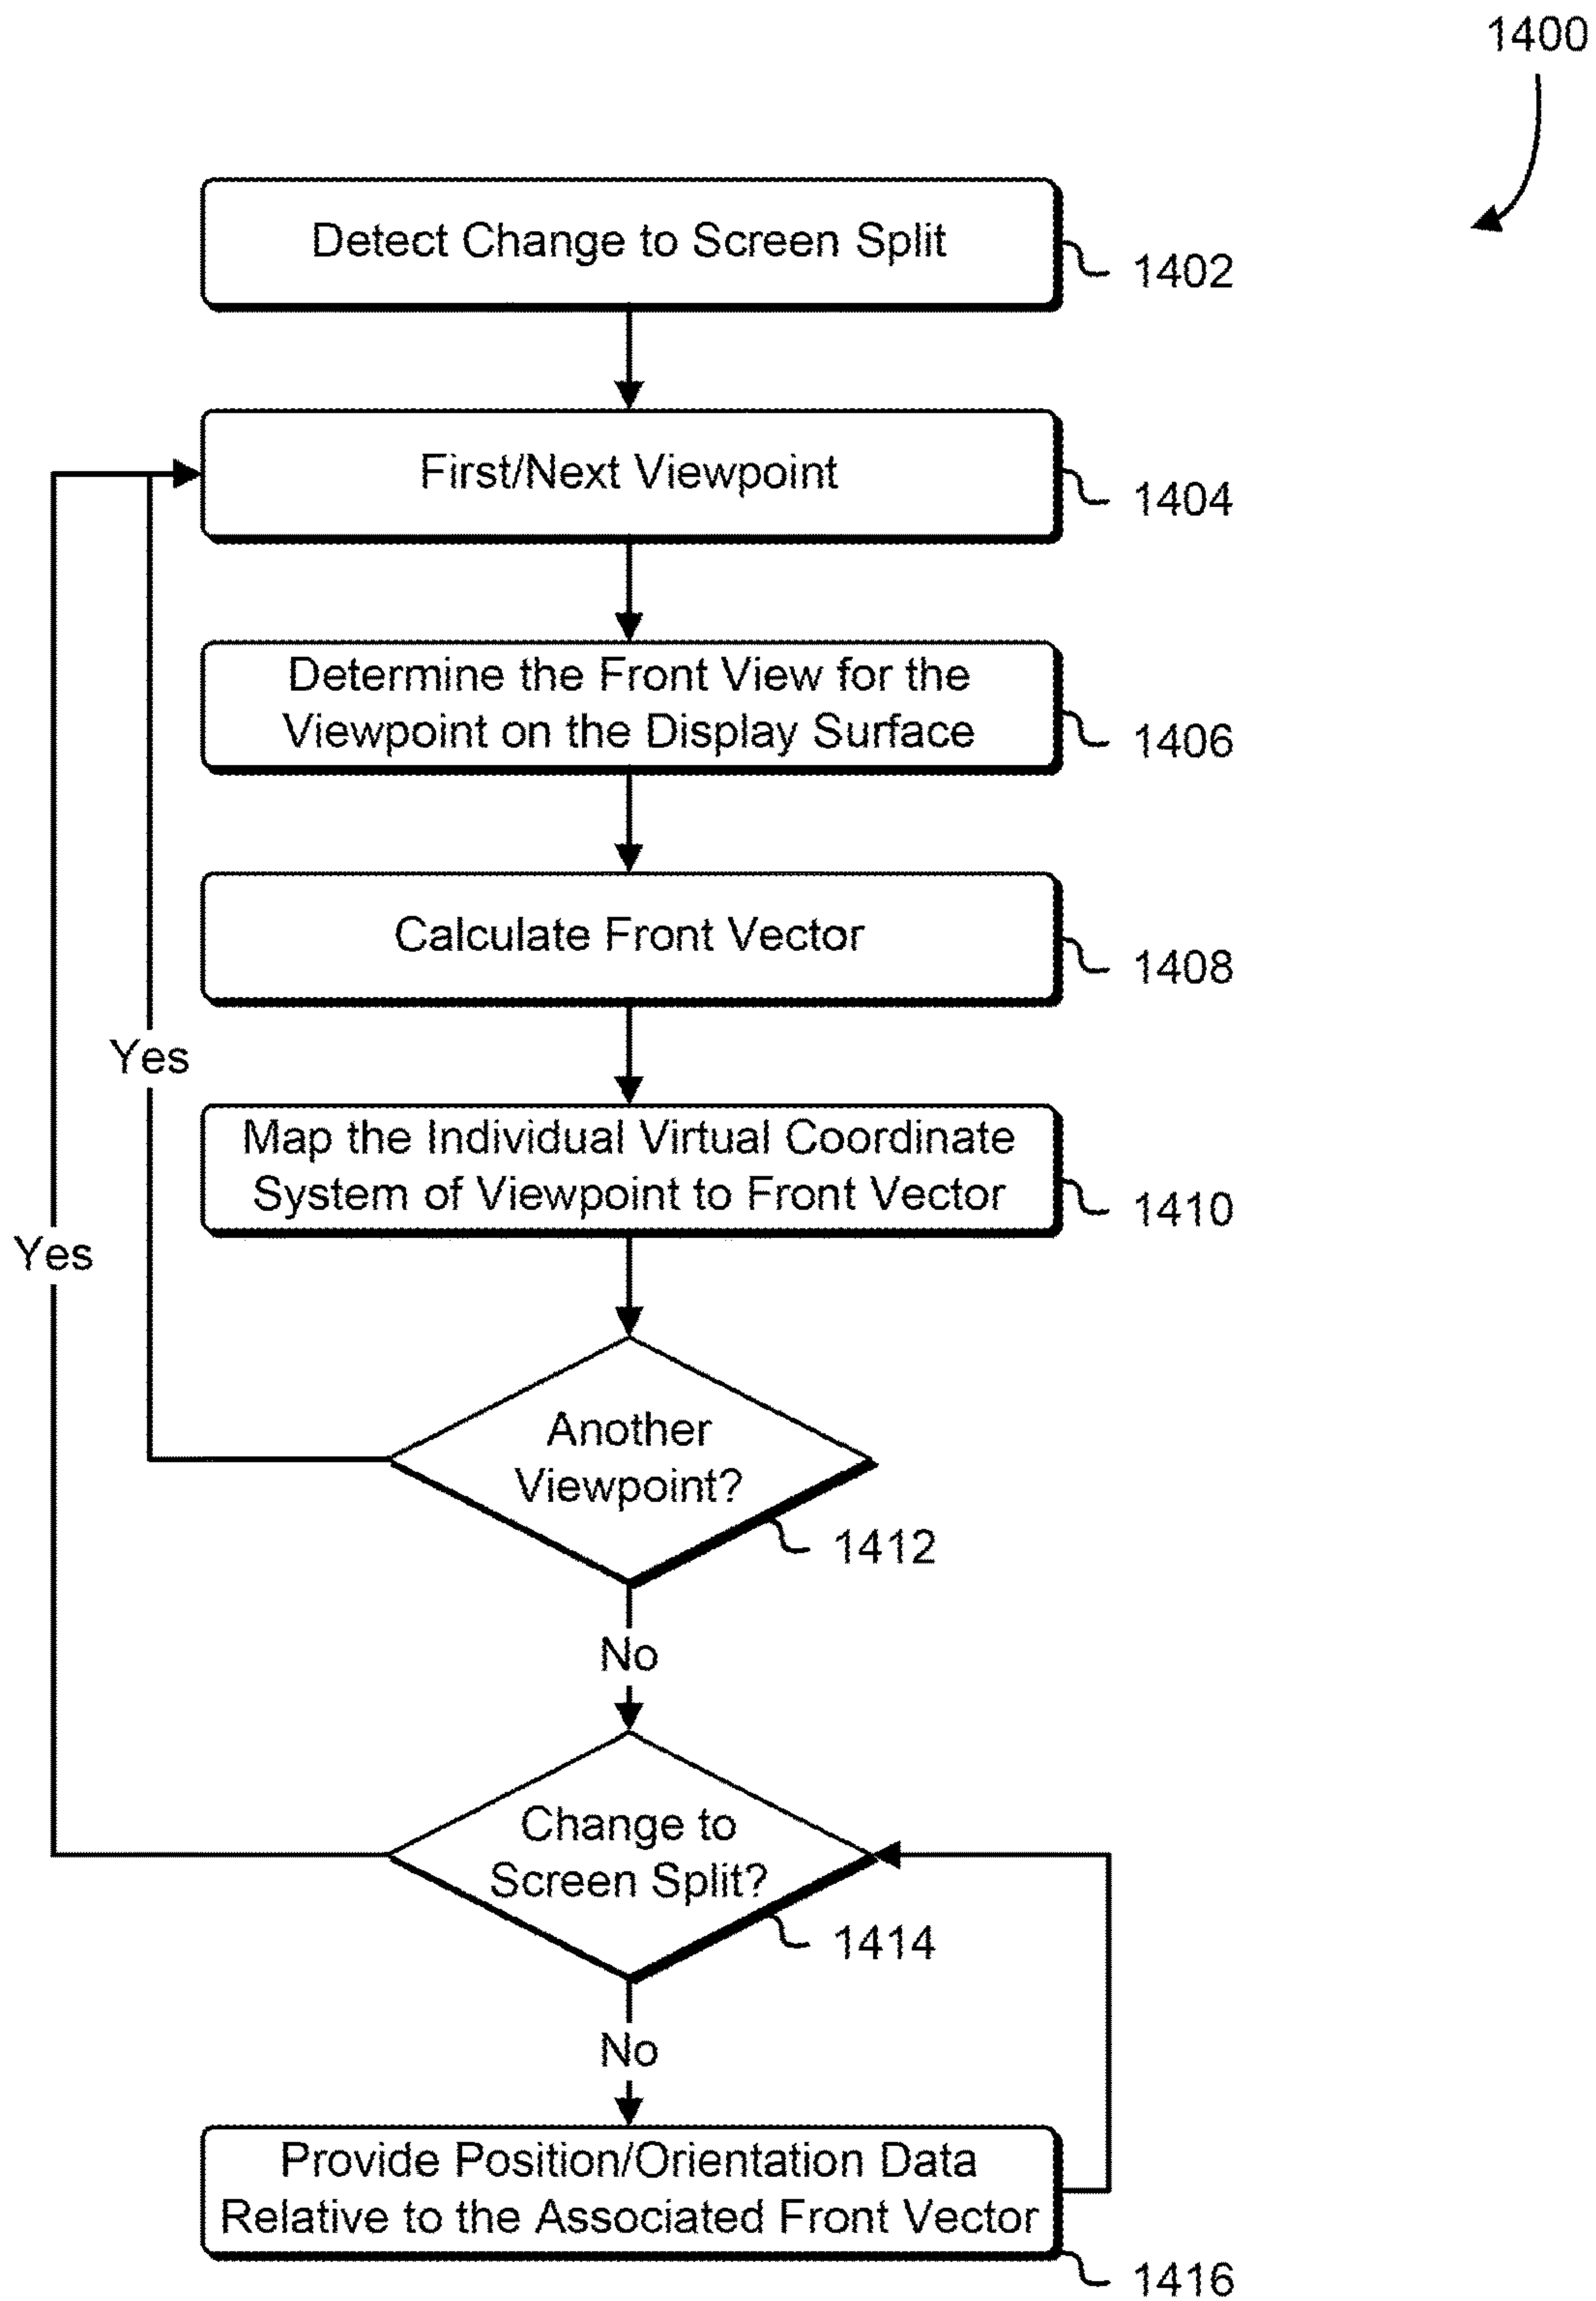 1400
Detect Change to Screen Split
1402
First/Next Viewpoint
1404
Determine the Front View for the
Viewpoint on the Display Surface
1406
Calculate Front Vector
1408
Yes
Map the Individual Virtual Coordinate
System of Viewpoint to Front Vector
1410
Yes
Another
Viewpoint?
1412
No
Change to
Screen Split?
1414
No
Provide Position/Orientation Data
Relative to the Associated Front Vector
1416